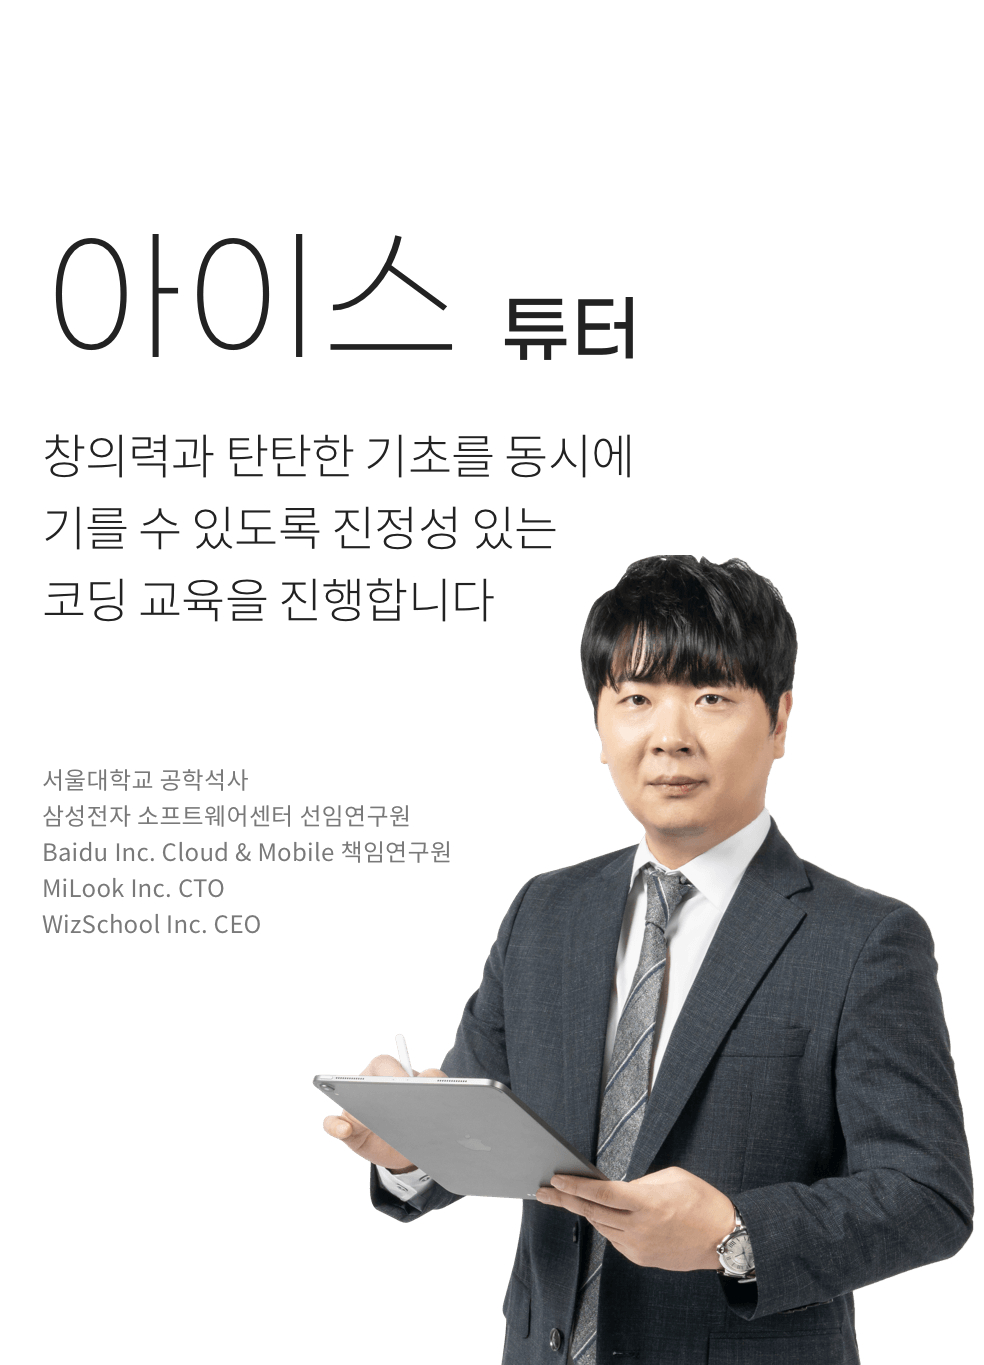 아이스 튜터
창의력과 탄탄한 기초를 동시에
기를 수 있도록 진정성 있는
코딩 교육을 진행합니다
서울대학교 공학석사
삼성전자 소프트웨어센터 선임연구원
Baidu Inc. Cloud & Mobile 책임연구원
MiLook Inc. CTO
WizSchool Inc. CEO